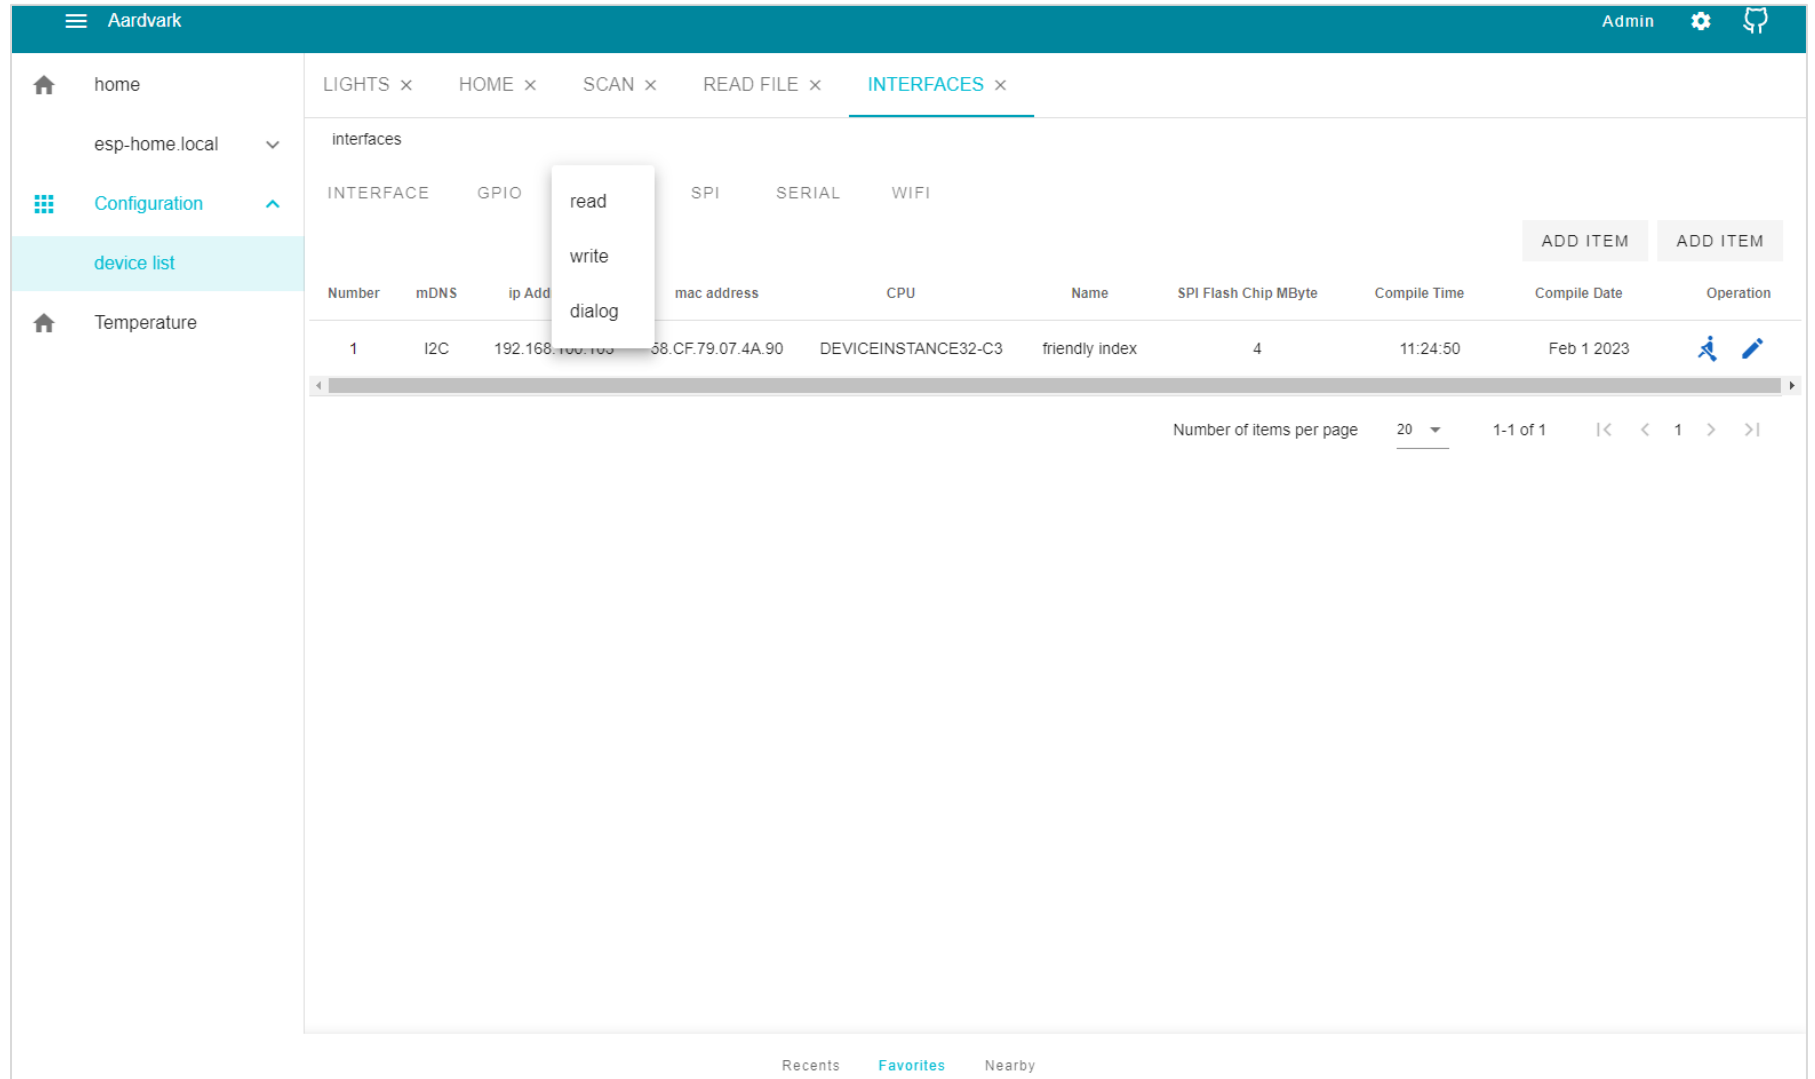 Aardvark
Admin
home
esp-home.local
Configuration
device list
Temperature
LIGHTS × HOME × SCAN × READ FILE × INTERFACES ×
interfaces
INTERFACE GPIO SPI SERIAL WIFI
read
write
dialog
ADD ITEM ADD ITEM
Number mDNS ip Add mac address CPU Name SPI Flash Chip MByte Compile Time Compile Date Operation
1 I2C 192.168.100.103 58.CF.79.07.4A.90 DEVICEINSTANCE32-C3 friendly index 4 11:24:50 Feb 1 2023
Number of items per page 20 1-1 of 1 1
Recents Favorites Nearby